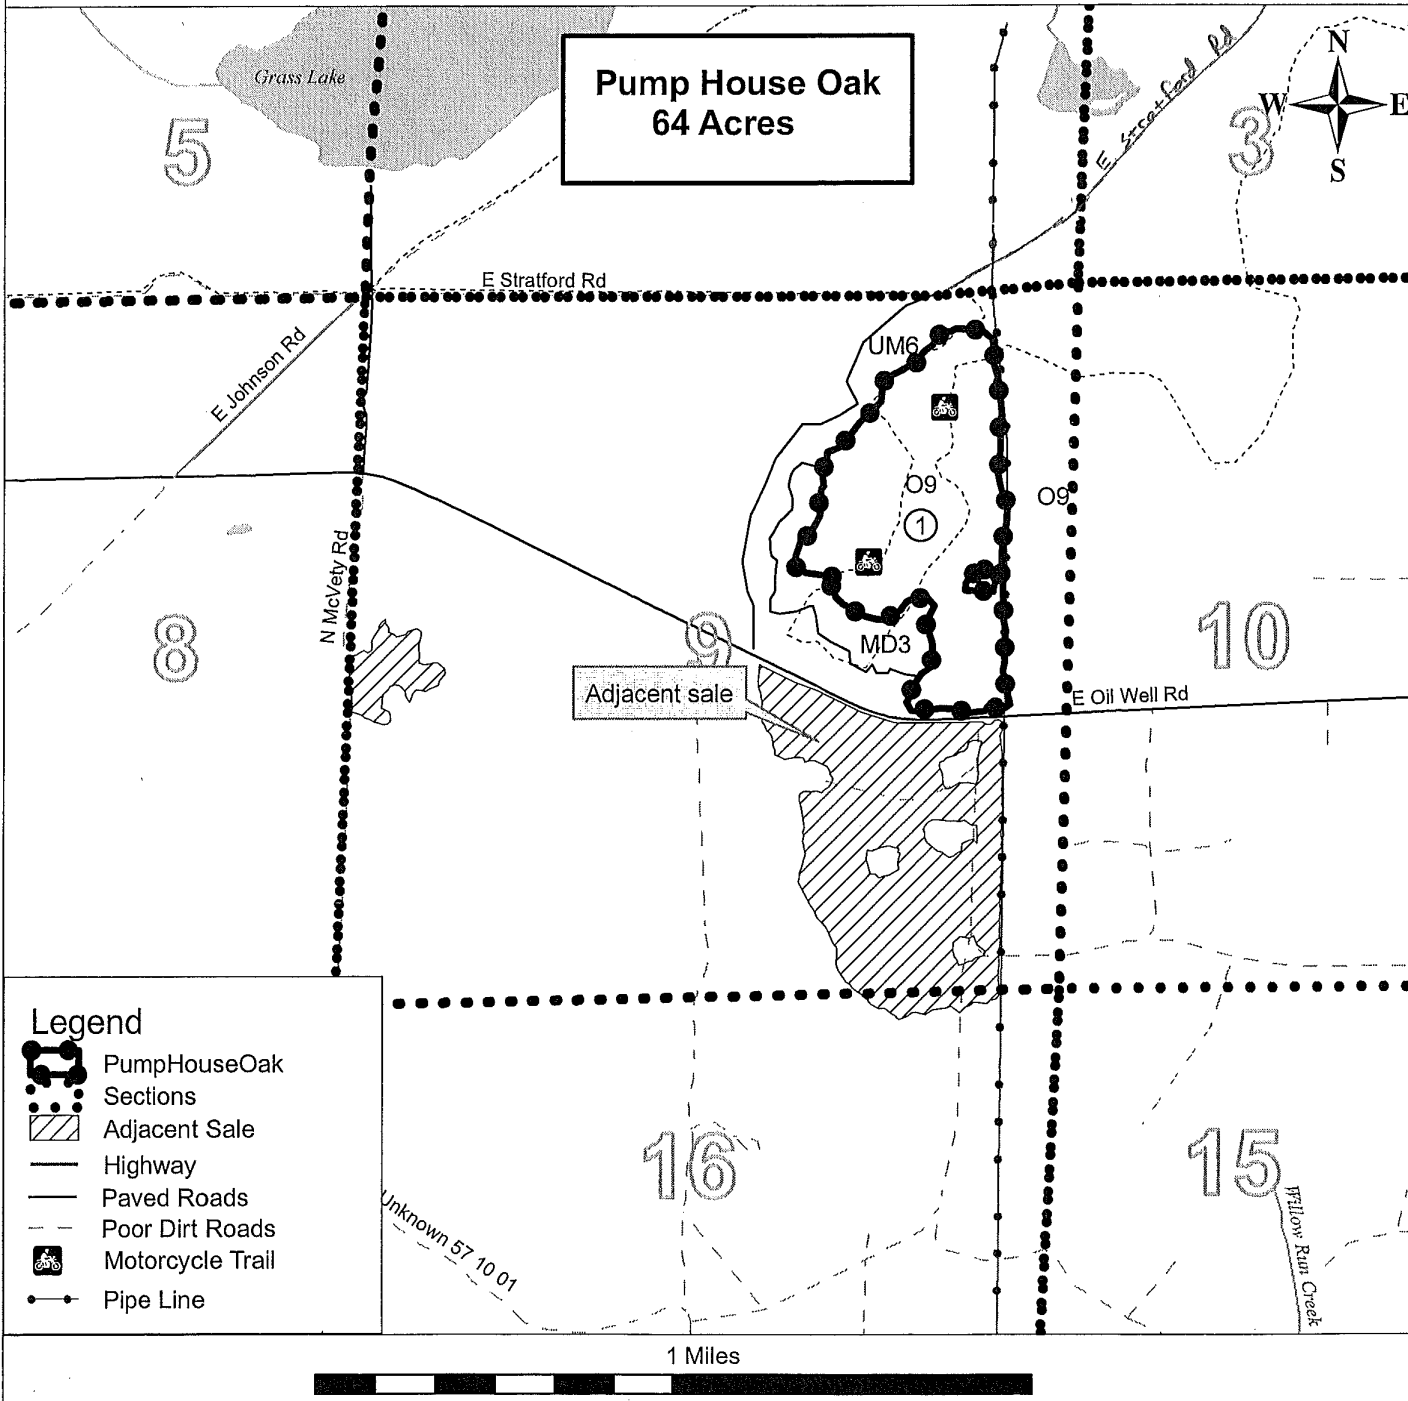 Grass Lake
Pump House Oak
64 Acres
E Stratford Rd
N
W
E
S
5
3
E Stratford Rd
E Johnson Rd
UM6
O9
1
O9
N McVety Rd
8
9
MD3
10
Adjacent sale
E Oil Well Rd
Legend
PumpHouseOak
Sections
Adjacent Sale
Highway
Paved Roads
Poor Dirt Roads
Motorcycle Trail
Pipe Line
16
15
Unknown 57 10 01
Willow Run Creek
1 Miles